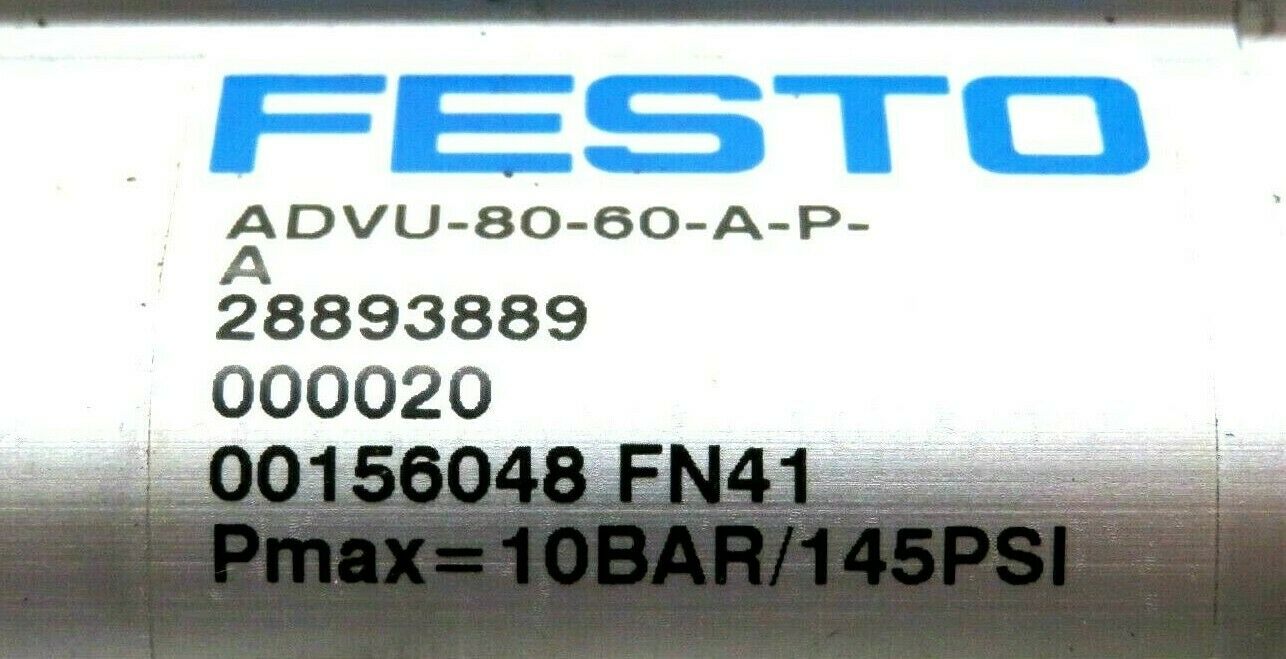 FESTO
ADVU-80-60-A-P-
A
28893889
000020
00156048 FN41
Pmax=10BAR/145PSI